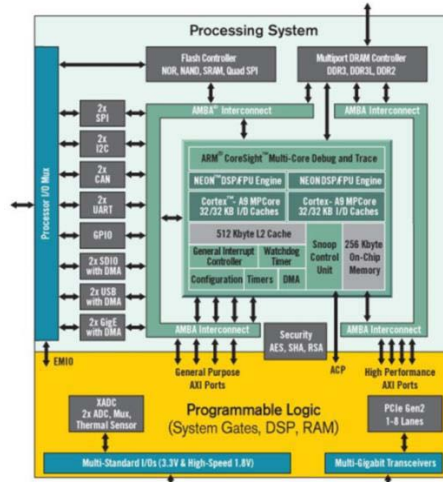 Processing System
Flash Controller
NOR, NAND, SRAM, Quad SPI
Multiport DRAM Controller
DDR3, DDR3L, DDR2
Processor I/O Mux
2x
SPI
2x
I2C
2x
CAN
2x
UART
GPIO
2x SDIO
with DMA
2x USB
with DMA
2x GigE
with DMA
AMBA® Interconnect
AMBA Interconnect
ARM® CoreSight™ Multi-Core Debug and Trace
NEON™ DSP/FPU Engine
NEON DSP/FPU Engine
Cortex™- A9 MPCore
32/32 KB I/D Caches
Cortex- A9 MPCore
32/32 KB I/D Caches
512 Kbyte L2 Cache
General Interrupt
Controller
Watchdog
Timer
Configuration
Timers
DMA
Snoop
Control
Unit
256 Kbyte
On-Chip
Memory
AMBA Interconnect
Security
AES, SHA, RSA
AMBA Interconnect
EMIO
General Purpose
AXI Ports
ACP
High Performance
AXI Ports
XADC
2x ADC, Mux,
Thermal Sensor
Programmable Logic
(System Gates, DSP, RAM)
PCIe Gen2
1-8 Lanes
Multi-Standard I/Os (3.3V & High-Speed 1.8V)
Multi-Gigabit Transceivers